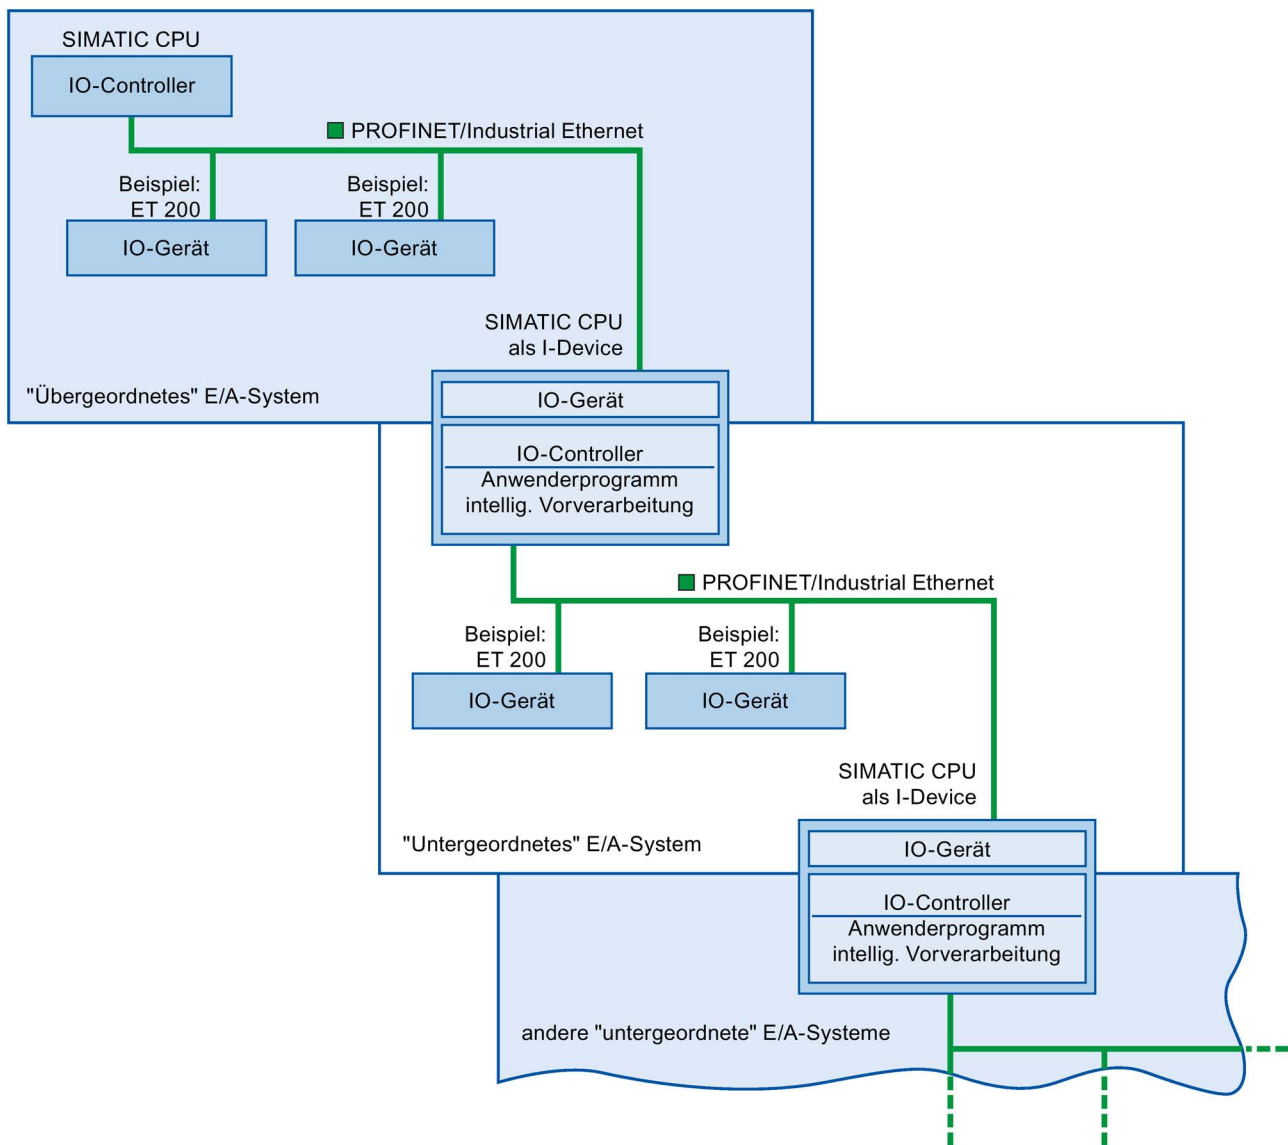 SIMATIC CPU
IO-Controller
PROFINET/Industrial Ethernet
Beispiel:
ET 200
IO-Gerät
Beispiel:
ET 200
IO-Gerät
SIMATIC CPU
als I-Device
"Übergeordnetes" E/A-System
IO-Gerät
IO-Controller
Anwenderprogramm
intellig. Vorverarbeitung
PROFINET/Industrial Ethernet
Beispiel:
ET 200
IO-Gerät
Beispiel:
ET 200
IO-Gerät
SIMATIC CPU
als I-Device
"Untergeordnetes" E/A-System
IO-Gerät
IO-Controller
Anwenderprogramm
intellig. Vorverarbeitung
andere "untergeordnete" E/A-Systeme